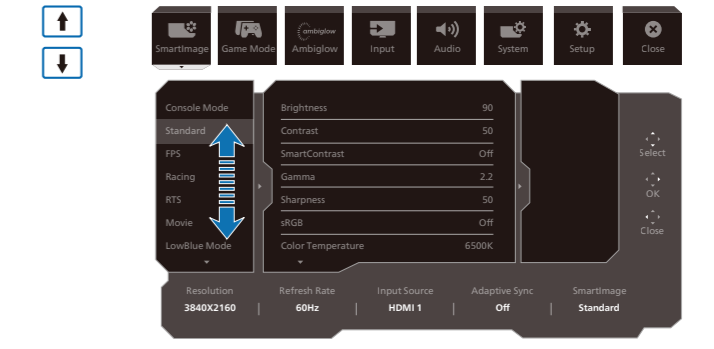 SmartImage Game Mode Ambiglow Input Audio System Setup Close
ambiglow
Console Mode
Standard
FPS
Racing
RTS
Movie
LowBlue Mode
Brightness 90
Contrast 50
SmartContrast Off
Gamma 2.2
Sharpness 50
sRGB Off
Color Temperature 6500K
Select
OK
Close
Resolution Refresh Rate Input Source Adaptive Sync SmartImage
3840X2160 | 60Hz | HDMI 1 | Off | Standard